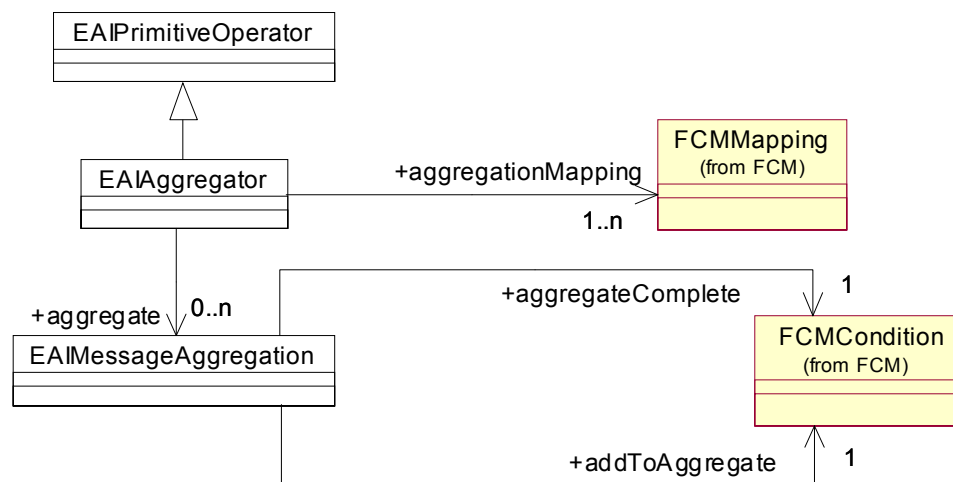 EAIPrimitiveOperator
FCMMapping
(from FCM)
EAIAggregator
+aggregationMapping
1..n
+aggregate
0..n
+aggregateComplete
1
EAIMessageAggregation
FCMCondition
(from FCM)
+addToAggregate
1